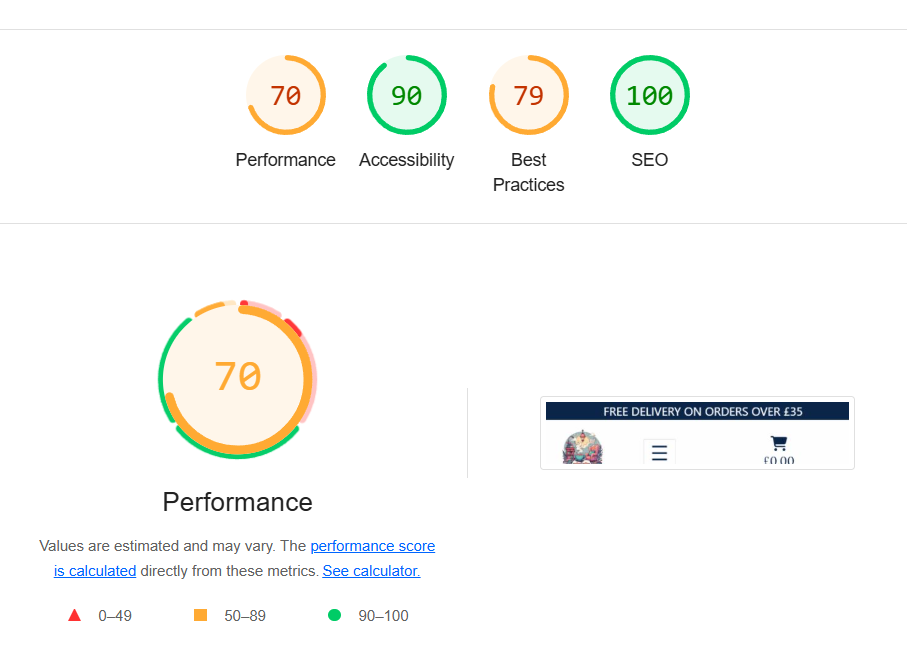 70
90
79
100
Performance
Accessibility
Best
Practices
SEO
70
Performance
Values are estimated and may vary. The performance score
is calculated directly from these metrics. See calculator.
0–49
50–89
90–100
FREE DELIVERY ON ORDERS OVER £35
£0.00